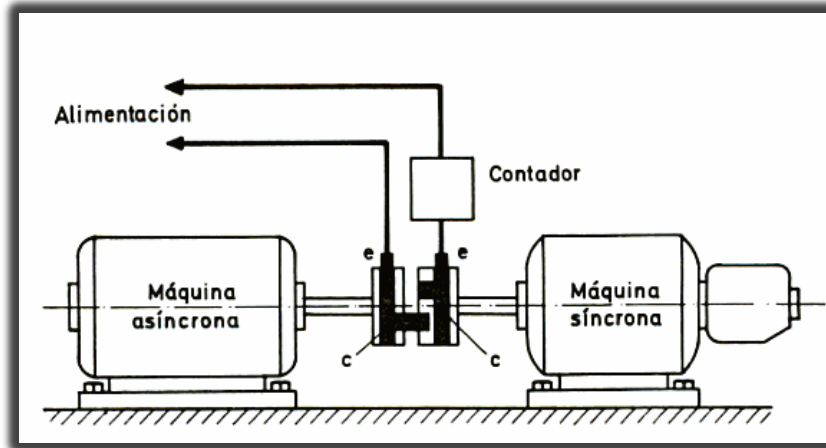 Alimentación
Contador
e
e
Máquina
asíncrona
Máquina
síncrona
c
c